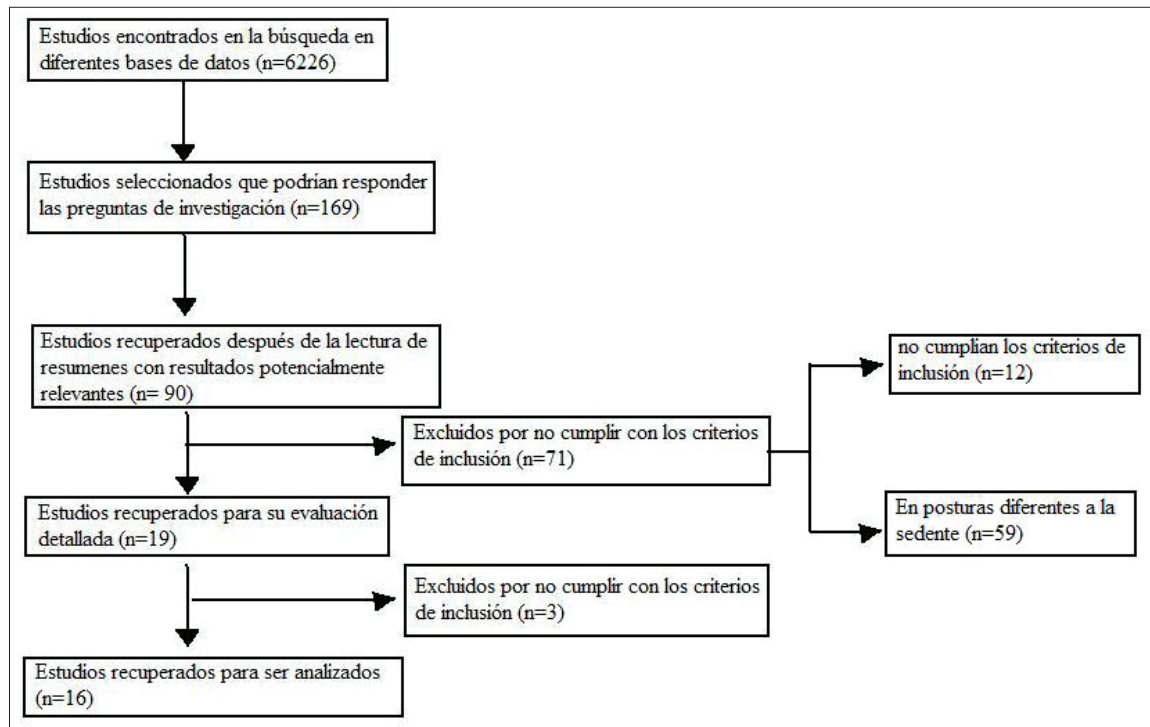 Estudios encontrados en la búsqueda en
diferentes bases de datos (n=6226)
Estudios seleccionados que podrían responder
las preguntas de investigación (n=169)
Estudios recuperados después de la lectura de
resumenes con resultados potencialmente
relevantes (n= 90)
no cumplian los criterios de
inclusión (n=12)
Excluidos por no cumplir con los criterios
de inclusión (n=71)
En posturas diferentes a la
sedente (n=59)
Estudios recuperados para su evaluación
detallada (n=19)
Excluidos por no cumplir con los criterios
de inclusión (n=3)
Estudios recuperados para ser analizados
(n=16)